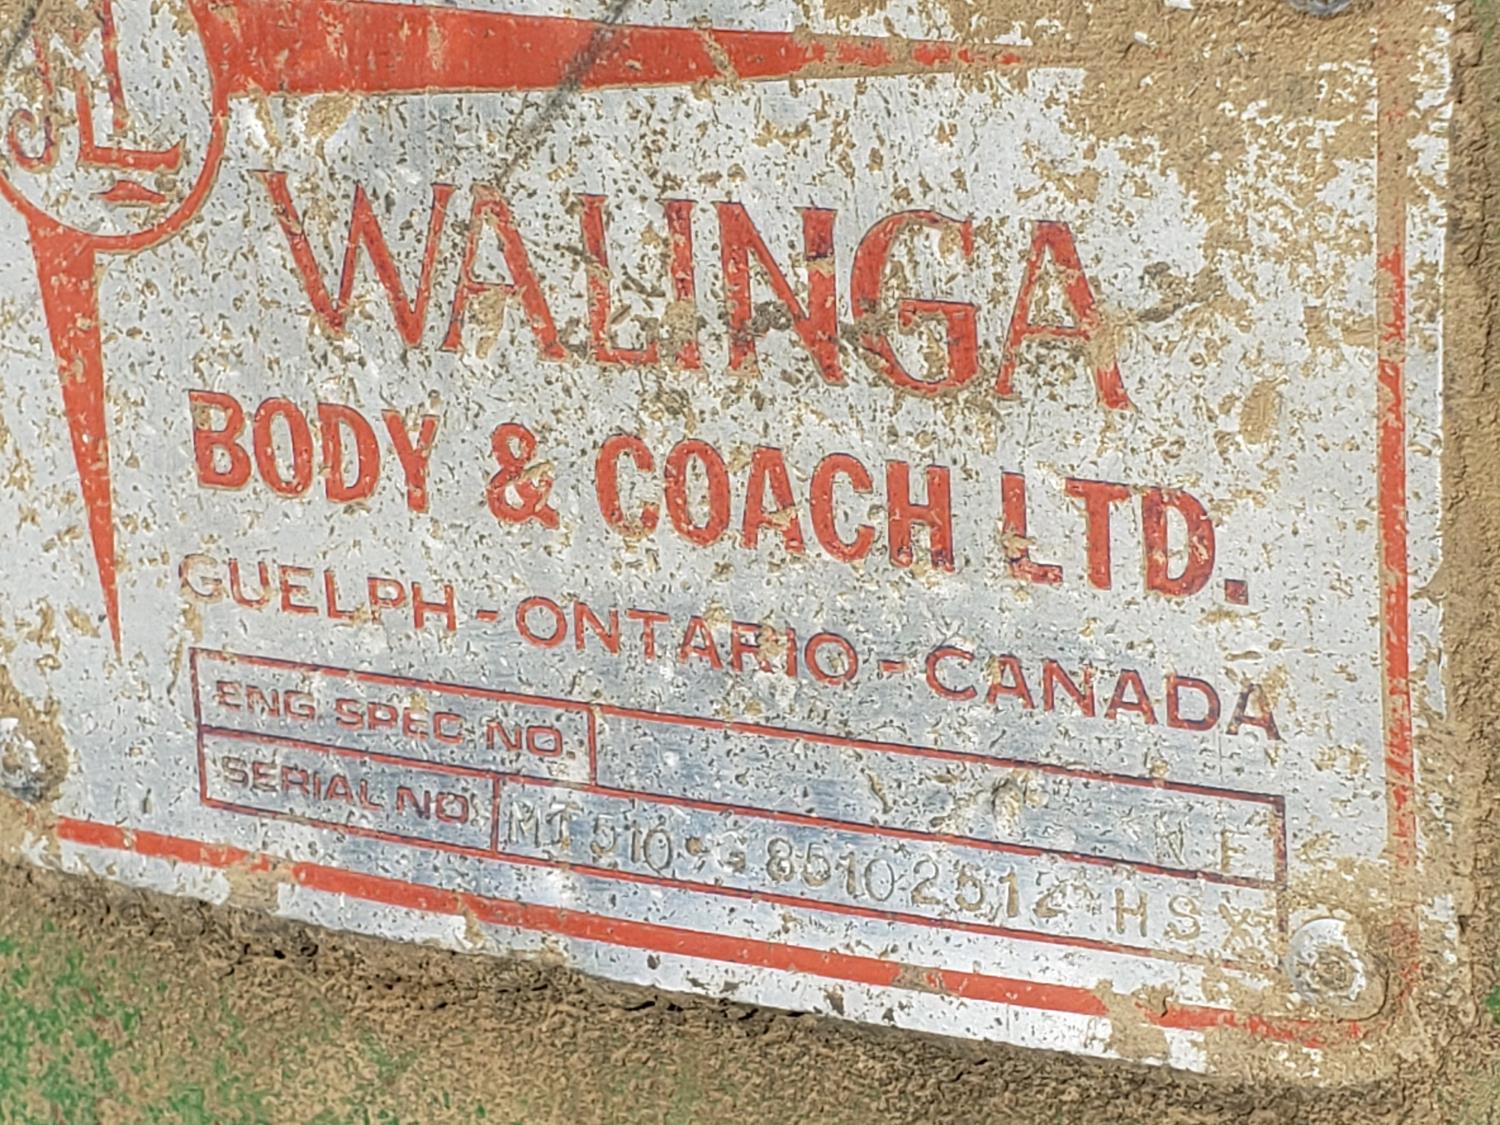 WALINGA
BODY & COACH LTD.
GUELPH - ONTARIO - CANADA
ENG. SPEC. NO.
SERIAL NO.